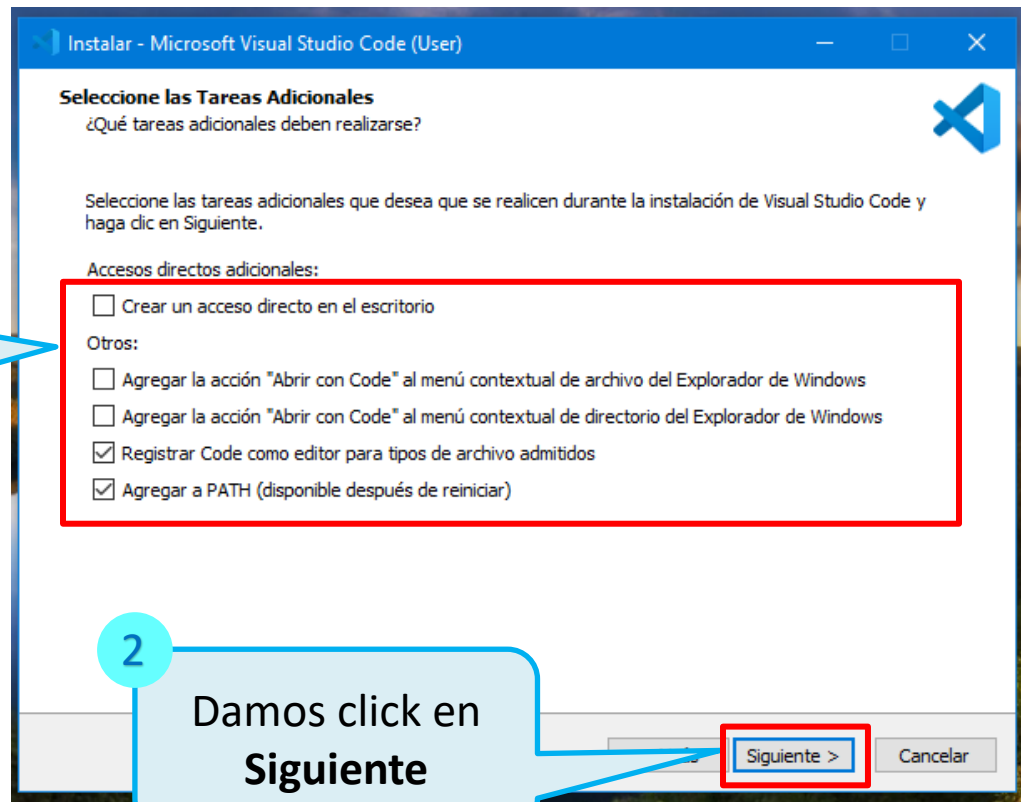 Instalar - Microsoft Visual Studio Code (User)
Seleccione las Tareas Adicionales
¿Qué tareas adicionales deben realizarse?
Seleccione las tareas adicionales que desea que se realicen durante la instalación de Visual Studio Code y
haga clic en Siguiente.
Accesos directos adicionales:
Crear un acceso directo en el escritorio
Otros:
Agregar la acción "Abrir con Code" al menú contextual de archivo del Explorador de Windows
Agregar la acción "Abrir con Code" al menú contextual de directorio del Explorador de Windows
Registrar Code como editor para tipos de archivo admitidos
Agregar a PATH (disponible después de reiniciar)
2
Damos click en
Siguiente
Siguiente >
Cancelar